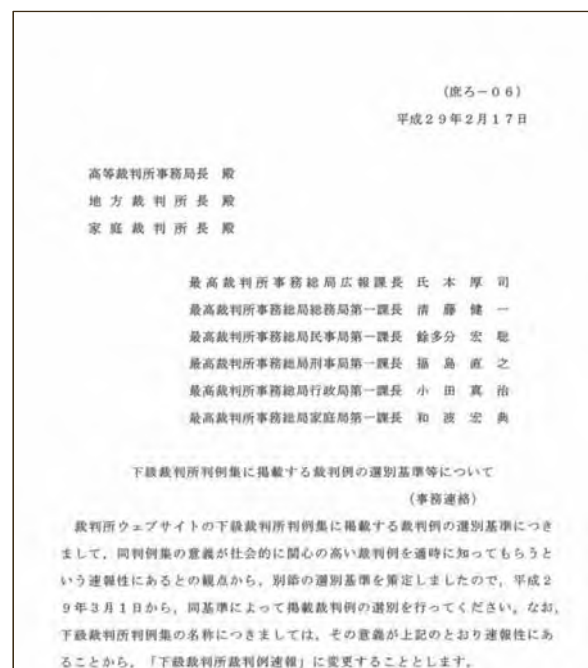 (庶ろ-06)
平成29年2月17日
高等裁判所事務局長 殿
地方裁判所長 殿
家庭裁判所長 殿
最高裁判所事務総局広報課長 氏本厚司
最高裁判所事務総局総務局第一課長 清藤健一
最高裁判所事務総局民事局第一課長 餘多分宏聡
最高裁判所事務総局刑事局第一課長 福島直之
最高裁判所事務総局行政局第一課長 小田真治
最高裁判所事務総局家庭局第一課長 和波宏典
下級裁判所判例集に掲載する裁判例の選別基準等について
(事務連絡)
裁判所ウェブサイトの下級裁判所判例集に掲載する裁判例の選別基準につき
まして,同判例集の意義が社会的に関心の高い裁判例を適時に知ってもらうと
いう速報性にあるとの観点から,別添の選別基準を策定しましたので,平成2
9年3月1日から,同基準によって掲載裁判例の選別を行ってください。なお,
下級裁判所判例集の名称につきましては,その意義が上記のとおり速報性にあ
ることから,「下級裁判所裁判例速報」に変更することとします。